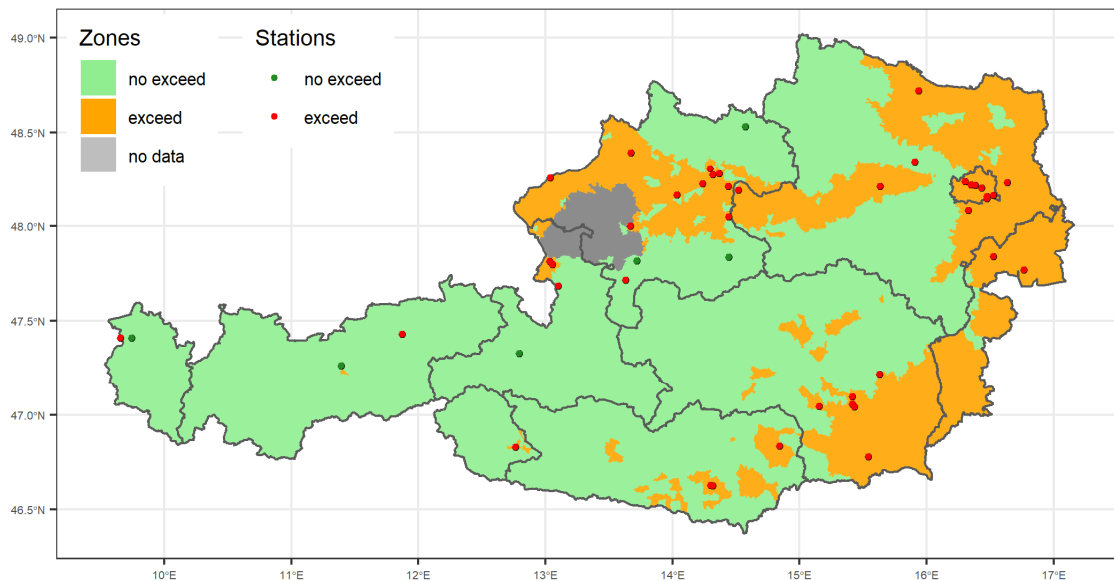 Zones
no exceed
exceed
no data
Stations
no exceed
exceed
49.0°N
48.5°N
48.0°N
47.5°N
47.0°N
46.5°N
10°E 11°E 12°E 13°E 14°E 15°E 16°E 17°E